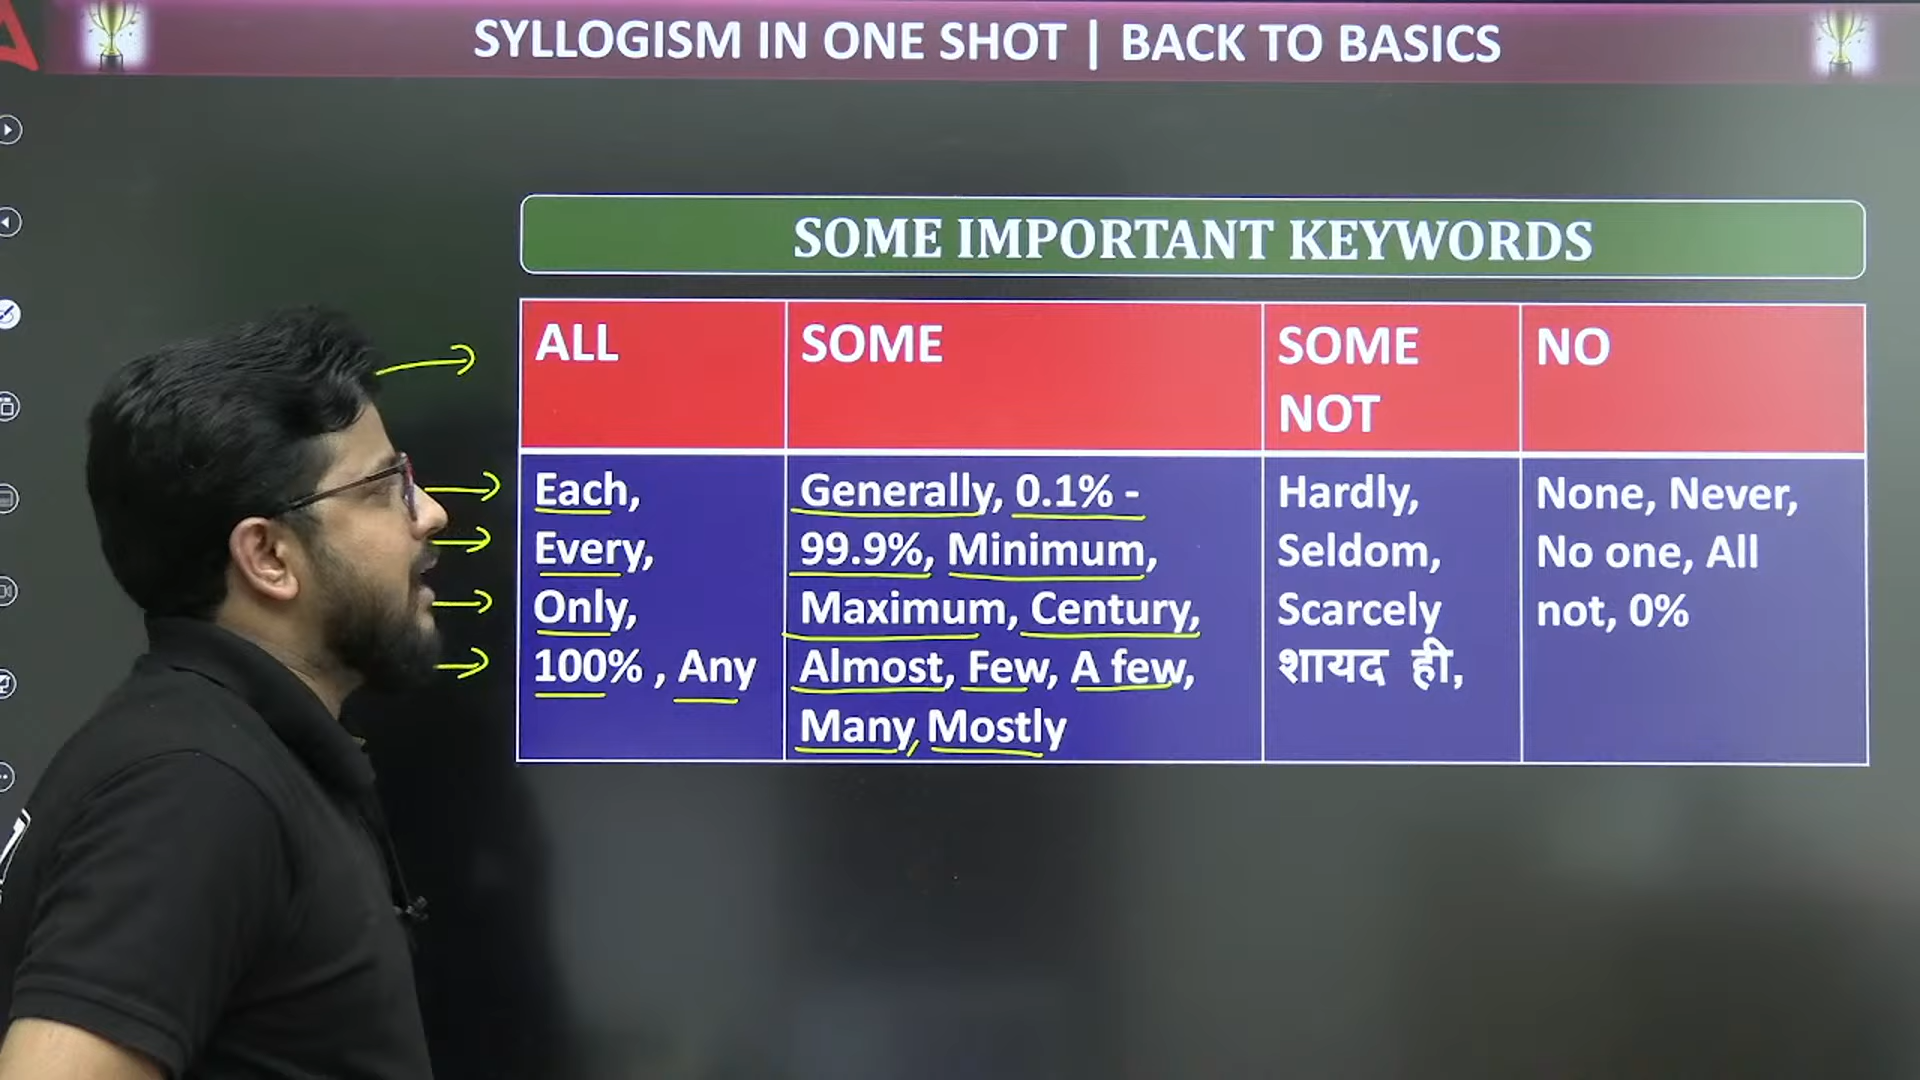 SYLLOGISM IN ONE SHOT | BACK TO BASICS
SOME IMPORTANT KEYWORDS
ALL
SOME
SOME
NOT
NO
Each,
Every,
Only,
100% , Any
Generally, 0.1% -
99.9%, Minimum,
Maximum, Century,
Almost, Few, A few,
Many, Mostly
Hardly,
Seldom,
Scarcely
शायद ही,
None, Never,
No one, All
not, 0%